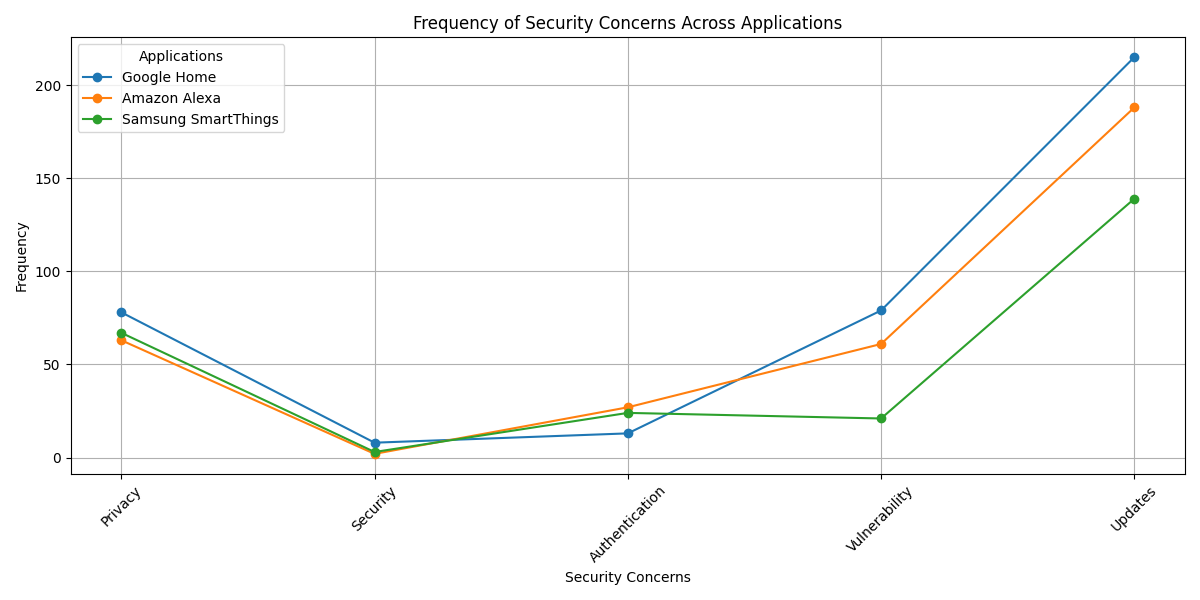 Frequency of Security Concerns Across Applications
Applications
Google Home
Amazon Alexa
Samsung SmartThings
Frequency
200
150
100
50
0
Privacy
Security
Authentication
Vulnerability
Updates
Security Concerns